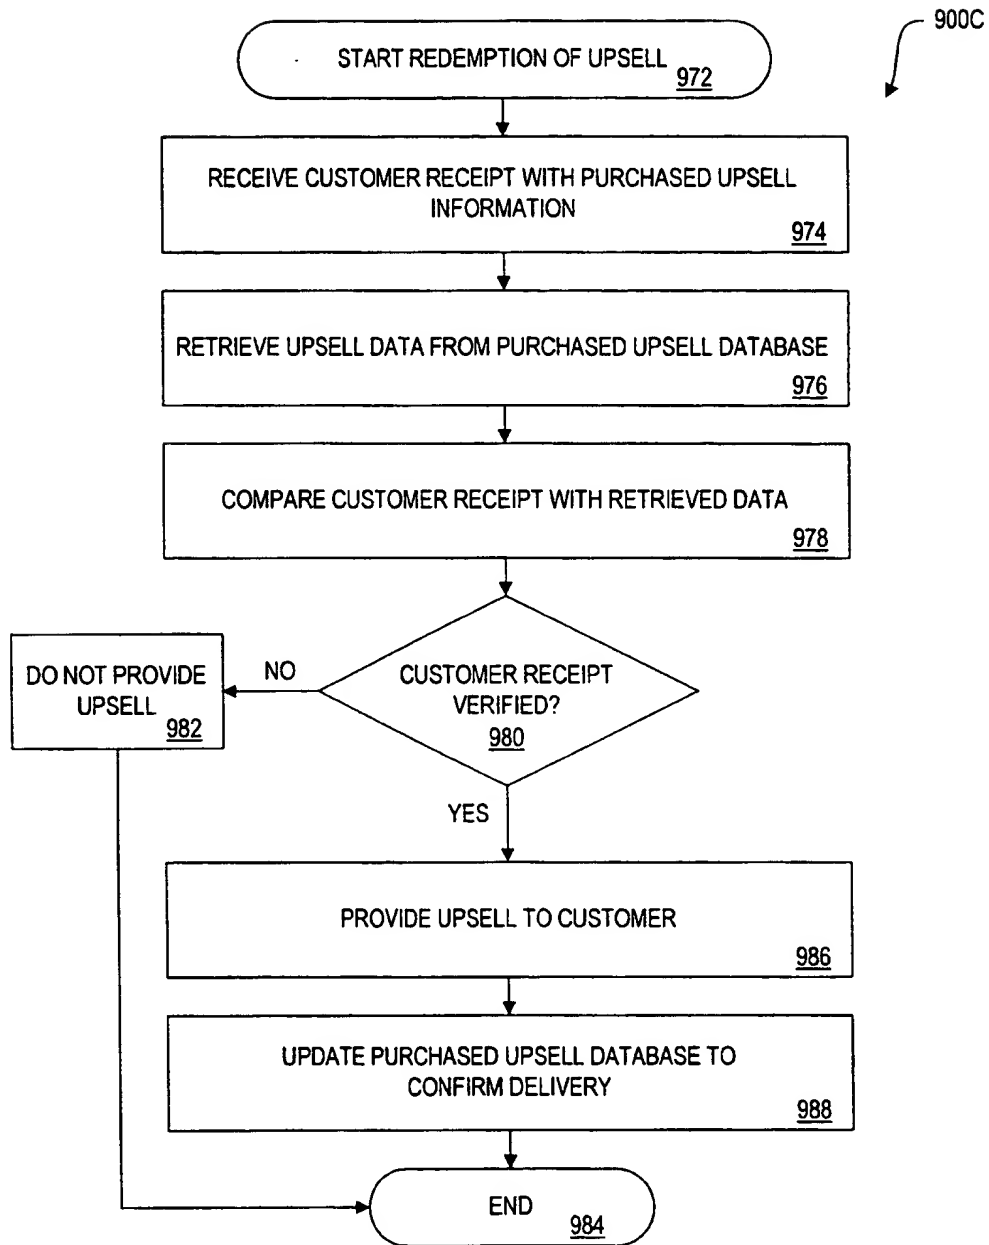 900C
START REDEMPTION OF UPSELL
972
RECEIVE CUSTOMER RECEIPT WITH PURCHASED UPSELL
INFORMATION
974
RETRIEVE UPSELL DATA FROM PURCHASED UPSELL DATABASE
976
COMPARE CUSTOMER RECEIPT WITH RETRIEVED DATA
978
CUSTOMER RECEIPT
VERIFIED?
980
NO
DO NOT PROVIDE
UPSELL
982
YES
PROVIDE UPSELL TO CUSTOMER
986
UPDATE PURCHASED UPSELL DATABASE TO
CONFIRM DELIVERY
988
END
984